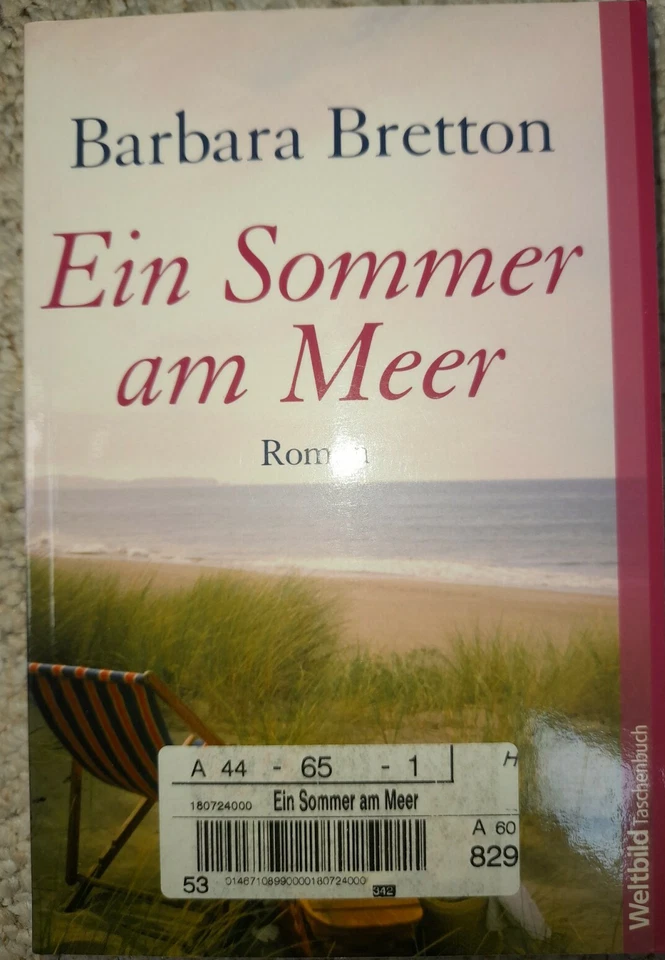 Barbara Bretton
Ein Sommer
am Meer
Roman
Weltbild Taschenbuch
A 44 - 65 - 1 H
180724000 Ein Sommer am Meer
A 60
829
53 01467108990000180724000
342